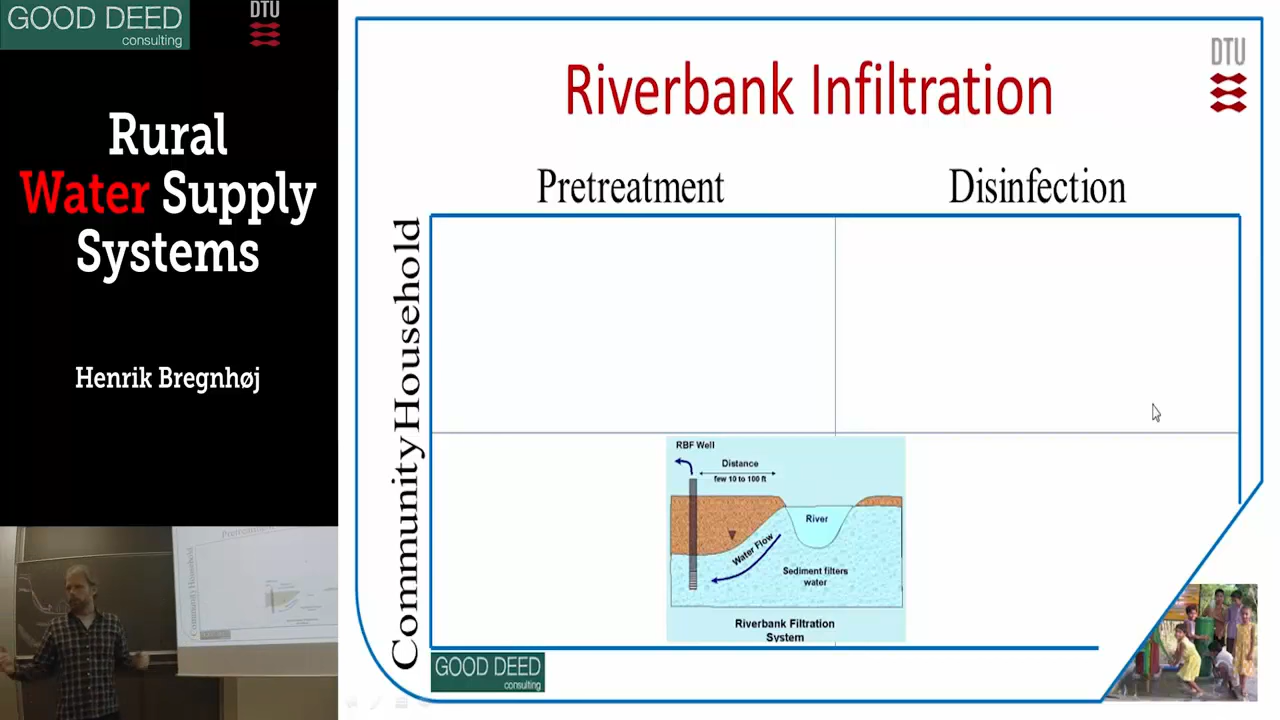 GOOD DEED
consulting
DTU
Rural
Water Supply
Systems
Henrik Bregnhøj
Riverbank Infiltration
DTU
Pretreatment
Disinfection
Household
Community
RBF Well
Distance
few 10 to 100 ft
River
Water Flow
Sediment filters
water
Riverbank Filtration
System
GOOD DEED
consulting